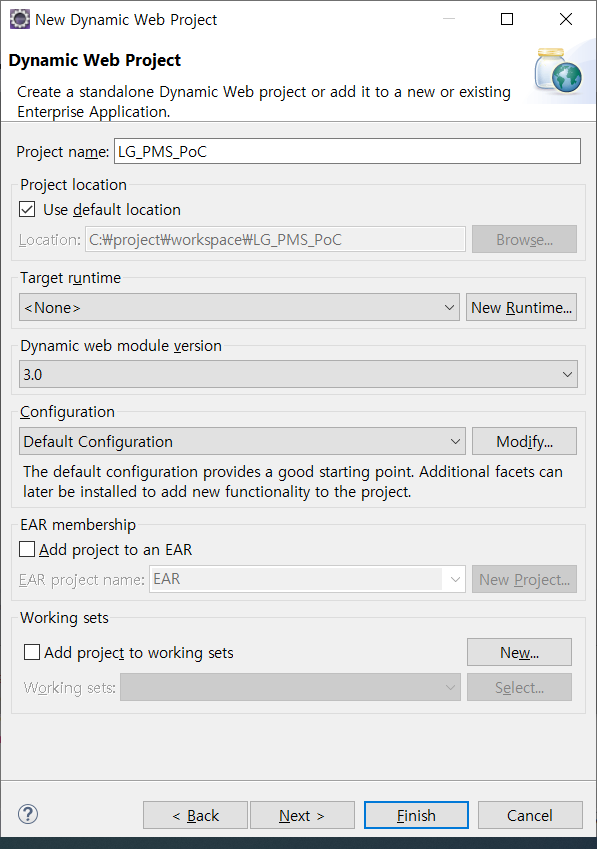 New Dynamic Web Project
Dynamic Web Project
Create a standalone Dynamic Web project or add it to a new or existing
Enterprise Application.
Project name: LG_PMS_PoC
Project location
Use default location
Location: C:₩project₩workspace₩LG_PMS_PoC Browse...
Target runtime
<None> New Runtime...
Dynamic web module version
3.0
Configuration
Default Configuration Modify...
The default configuration provides a good starting point. Additional facets can
later be installed to add new functionality to the project.
EAR membership
Add project to an EAR
EAR project name: EAR New Project...
Working sets
Add project to working sets New...
Working sets: Select...
? < Back Next > Finish Cancel